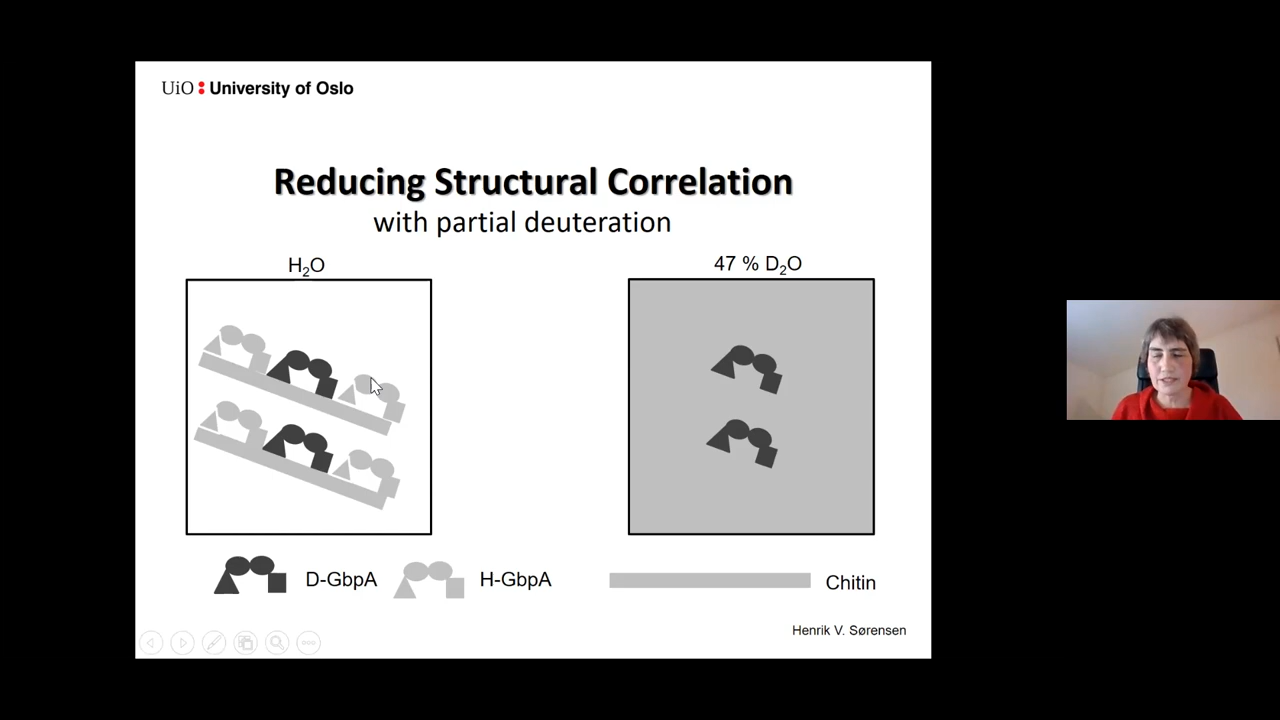 UiO : University of Oslo
Reducing Structural Correlation
with partial deuteration
H₂O
47 % D₂O
D-GbpA
H-GbpA
Chitin
Henrik V. Sørensen